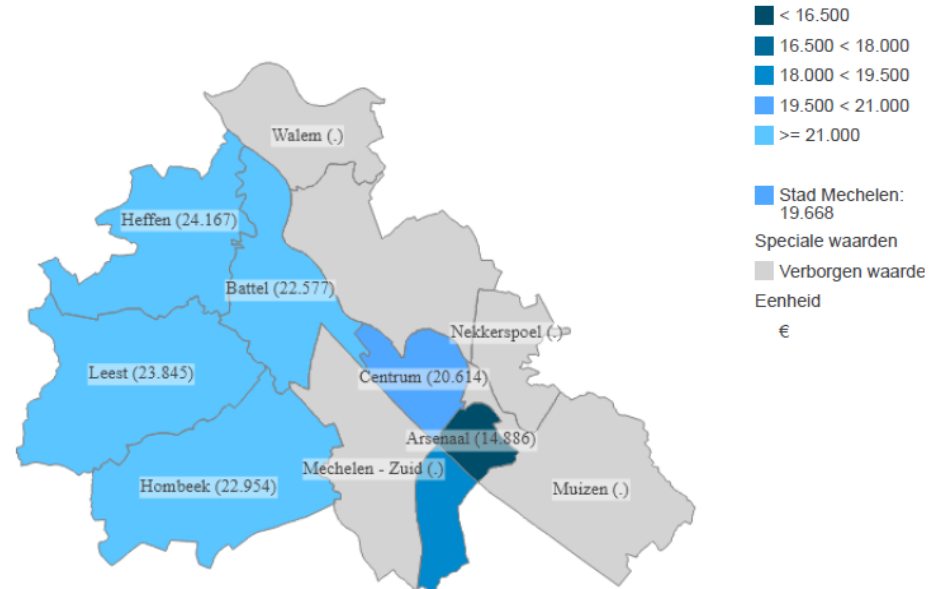 < 16.500
16.500 < 18.000
18.000 < 19.500
19.500 < 21.000
>= 21.000
Stad Mechelen:
19.668
Speciale waarden
Verborgen waarde
Eenheid
€
Walem (.)
Heffen (24.167)
Battel (22.577)
Nekkerspoel (.)
Leest (23.845)
Centrum (20.614)
Arsenaal (14.886)
Mechelen - Zuid (.)
Hombeek (22.954)
Muizen (.)